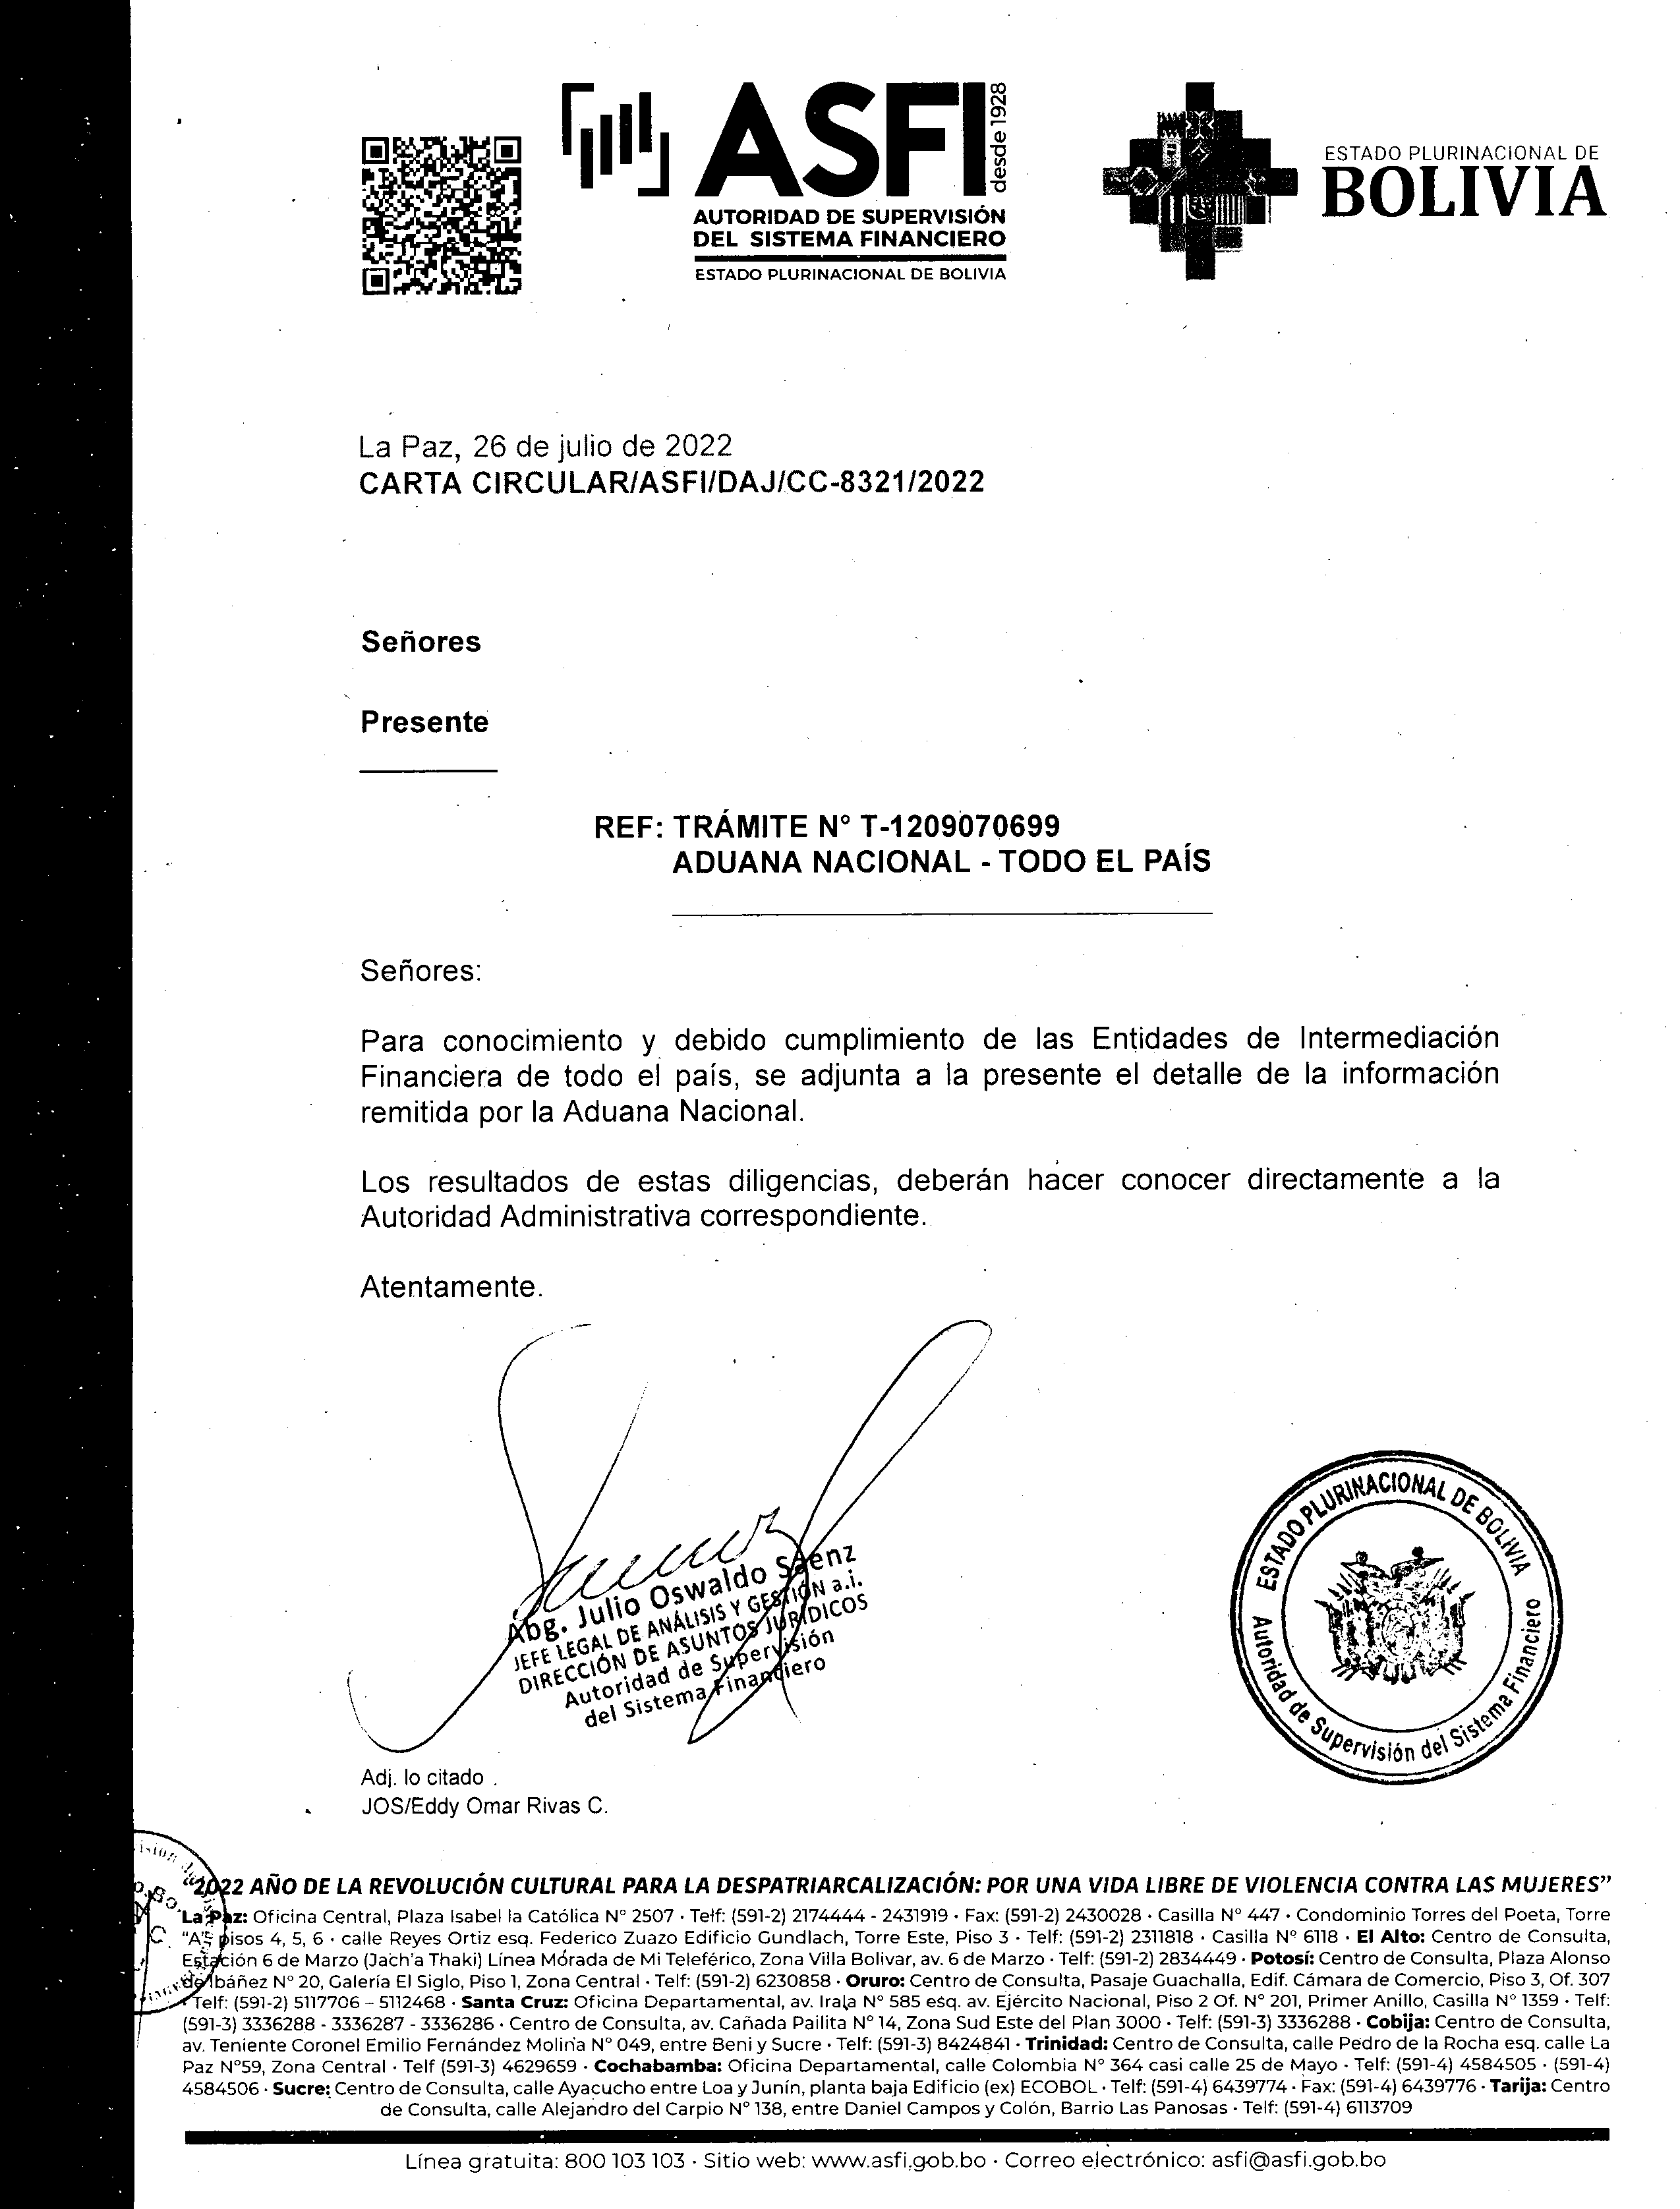 ASFI
desde 1928
AUTORIDAD DE SUPERVISIÓN
DEL SISTEMA FINANCIERO
ESTADO PLURINACIONAL DE BOLIVIA
ESTADO PLURINACIONAL DE
BOLIVIA
La Paz, 26 de julio de 2022
CARTA CIRCULAR/ASFI/DAJ/CC-8321/2022
Señores
Presente
REF: TRÁMITE N° T-1209070699
ADUANA NACIONAL - TODO EL PAÍS
Señores:
Para conocimiento y debido cumplimiento de las Entidades de Intermediación
Financiera de todo el país, se adjunta a la presente el detalle de la información
remitida por la Aduana Nacional.
Los resultados de estas diligencias, deberán hacer conocer directamente a la
Autoridad Administrativa correspondiente.
Atentamente.
Abg. Julio Oswaldo Sáenz
JEFE LEGAL DE ANÁLISIS Y GESTIÓN a.i.
DIRECCIÓN DE ASUNTOS JURÍDICOS
Autoridad de Supervisión
del Sistema Financiero
ESTADO PLURINACIONAL DE BOLIVIA
Autoridad de Supervisión del Sistema Financiero
Adj. lo citado
JOS/Eddy Omar Rivas C.
“2022 AÑO DE LA REVOLUCIÓN CULTURAL PARA LA DESPATRIARCALIZACIÓN: POR UNA VIDA LIBRE DE VIOLENCIA CONTRA LAS MUJERES”
La Paz: Oficina Central, Plaza Isabel la Católica N° 2507 · Telf: (591-2) 2174444 - 2431919 · Fax: (591-2) 2430028 · Casilla N° 447 · Condominio Torres del Poeta, Torre
"A", pisos 4, 5, 6 · calle Reyes Ortiz esq. Federico Zuazo Edificio Gundlach, Torre Este, Piso 3 · Telf: (591-2) 2311818 · Casilla N° 6118 · El Alto: Centro de Consulta,
Estación 6 de Marzo (Jach'a Thaki) Línea Morada de Mi Teleférico, Zona Villa Bolivar, av. 6 de Marzo · Telf: (591-2) 2834449 · Potosí: Centro de Consulta, Plaza Alonso
de Ibáñez N° 20, Galería El Siglo, Piso 1, Zona Central · Telf: (591-2) 6230858 · Oruro: Centro de Consulta, Pasaje Guachalla, Edif. Cámara de Comercio, Piso 3, Of. 307
· Telf: (591-2) 5117706 – 5112468 · Santa Cruz: Oficina Departamental, av. Irala N° 585 esq. av. Ejército Nacional, Piso 2 Of. N° 201, Primer Anillo, Casilla N° 1359 · Telf:
(591-3) 3336288 - 3336287 - 3336286 · Centro de Consulta, av. Cañada Pailita N° 14, Zona Sud Este del Plan 3000 · Telf: (591-3) 3336288 · Cobija: Centro de Consulta,
av. Teniente Coronel Emilio Fernández Molina N° 049, entre Beni y Sucre · Telf: (591-3) 8424841 · Trinidad: Centro de Consulta, calle Pedro de la Rocha esq. calle La
Paz N°59, Zona Central · Telf (591-3) 4629659 · Cochabamba: Oficina Departamental, calle Colombia N° 364 casi calle 25 de Mayo · Telf: (591-4) 4584505 · (591-4)
4584506 · Sucre: Centro de Consulta, calle Ayacucho entre Loa y Junín, planta baja Edificio (ex) ECOBOL · Telf: (591-4) 6439774 · Fax: (591-4) 6439776 · Tarija: Centro
de Consulta, calle Alejandro del Carpio N° 138, entre Daniel Campos y Colón, Barrio Las Panosas · Telf: (591-4) 6113709
Línea gratuita: 800 103 103 · Sitio web: www.asfi.gob.bo · Correo electrónico: asfi@asfi.gob.bo